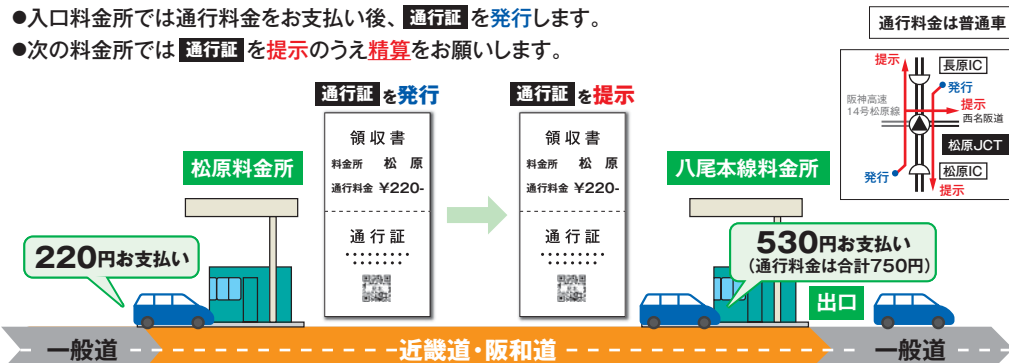 ●入口料金所では通行料金をお支払い後、通行証を発行します。
●次の料金所では通行証を提示のうえ精算をお願いします。
通行料金は普通車
提示
長原IC
発行
阪神高速
14号松原線
提示
西名阪道
松原JCT
発行
松原IC
提示
通行証を発行
通行証を提示
松原料金所
領収書
料金所 松原
通行料金 ¥220-
通行証
領収書
料金所 松原
通行料金 ¥220-
通行証
八尾本線料金所
220円お支払い
530円お支払い
(通行料金は合計750円)
出口
一般道
近畿道・阪和道
一般道